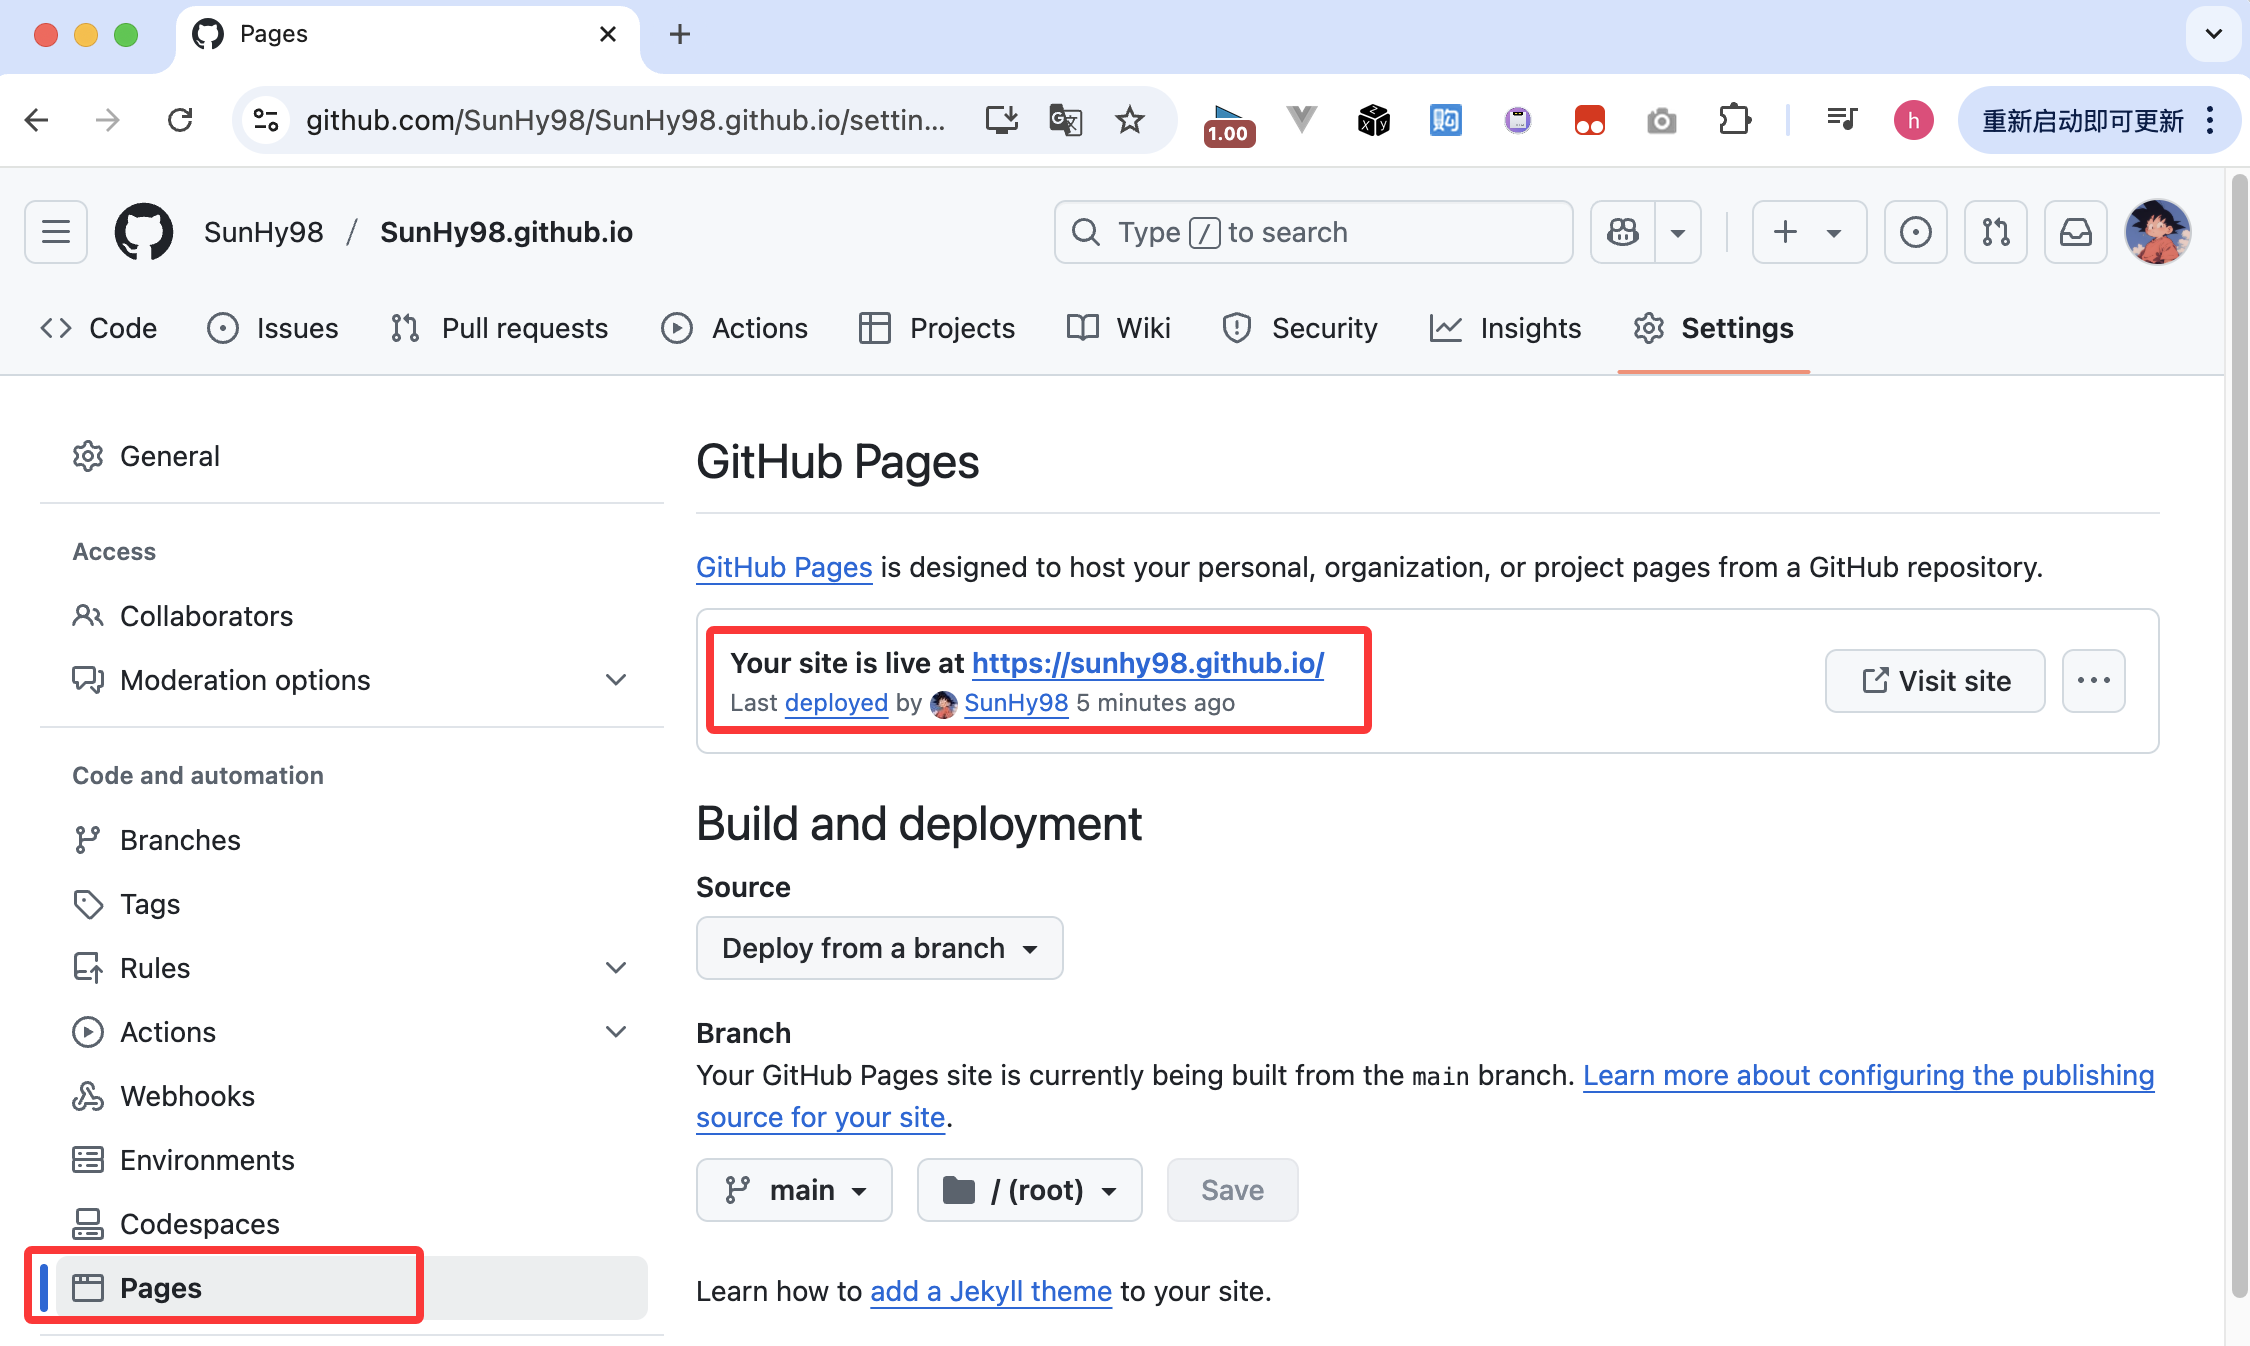 Pages
github.com/SunHy98/SunHy98.github.io/settin...
1.00
购
h
重新启动即可更新
SunHy98 / SunHy98.github.io
Type / to search
Code
Issues
Pull requests
Actions
Projects
Wiki
Security
Insights
Settings
General
Access
Collaborators
Moderation options
Code and automation
Branches
Tags
Rules
Actions
Webhooks
Environments
Codespaces
Pages
GitHub Pages
GitHub Pages is designed to host your personal, organization, or project pages from a GitHub repository.
Your site is live at https://sunhy98.github.io/
Last deployed by SunHy98 5 minutes ago
Visit site
Build and deployment
Source
Deploy from a branch
Branch
Your GitHub Pages site is currently being built from the main branch. Learn more about configuring the publishing
source for your site.
main
/ (root)
Save
Learn how to add a Jekyll theme to your site.